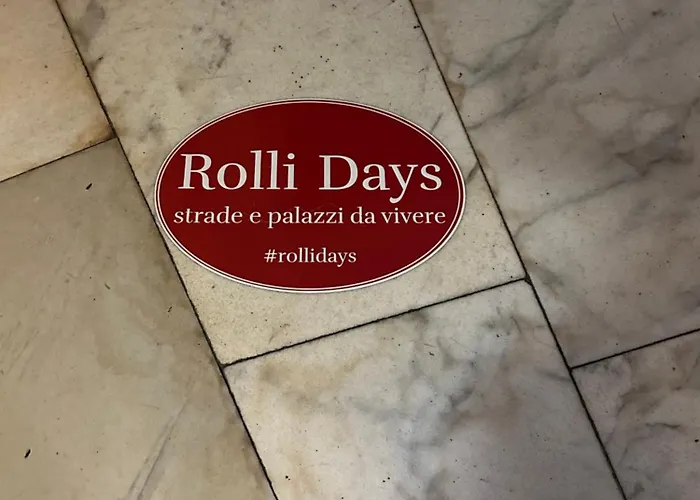 Rolli Days
strade e palazzi da vivere
#rollidays